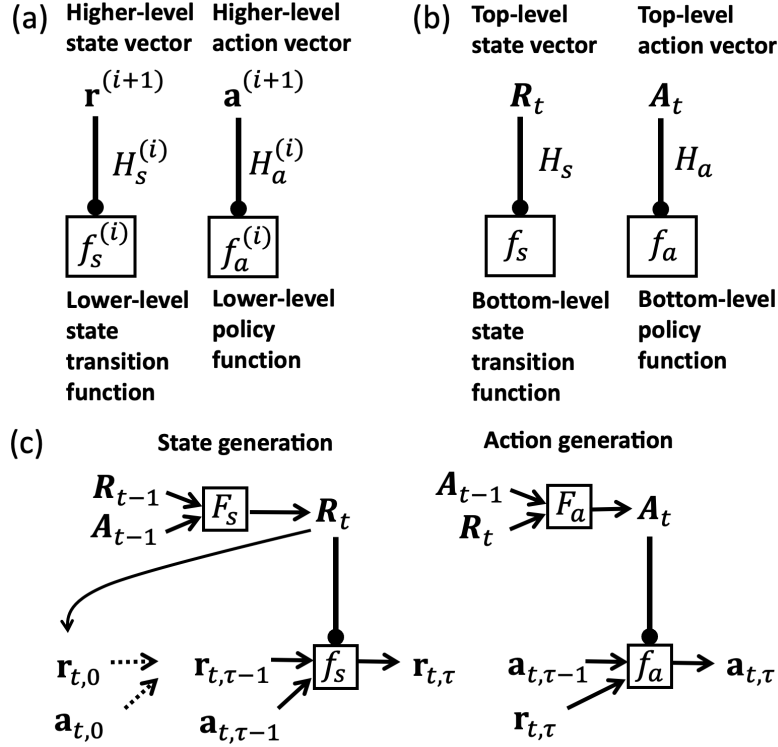 (a) Higher-level state vector
Higher-level action vector
r^(i+1) a^(i+1)
H_s^(i) H_a^(i)
f_s^(i) f_a^(i)
Lower-level state transition function
Lower-level policy function
(b) Top-level state vector
Top-level action vector
R_t A_t
H_s H_a
f_s f_a
Bottom-level state transition function
Bottom-level policy function
(c) State generation
R_{t−1}
A_{t−1}
F_s
R_t
r_{t,0}
a_{t,0}
r_{t,τ−1}
a_{t,τ−1}
f_s
r_{t,τ}
Action generation
A_{t−1}
R_t
F_a
A_t
a_{t,τ−1}
r_{t,τ}
f_a
a_{t,τ}